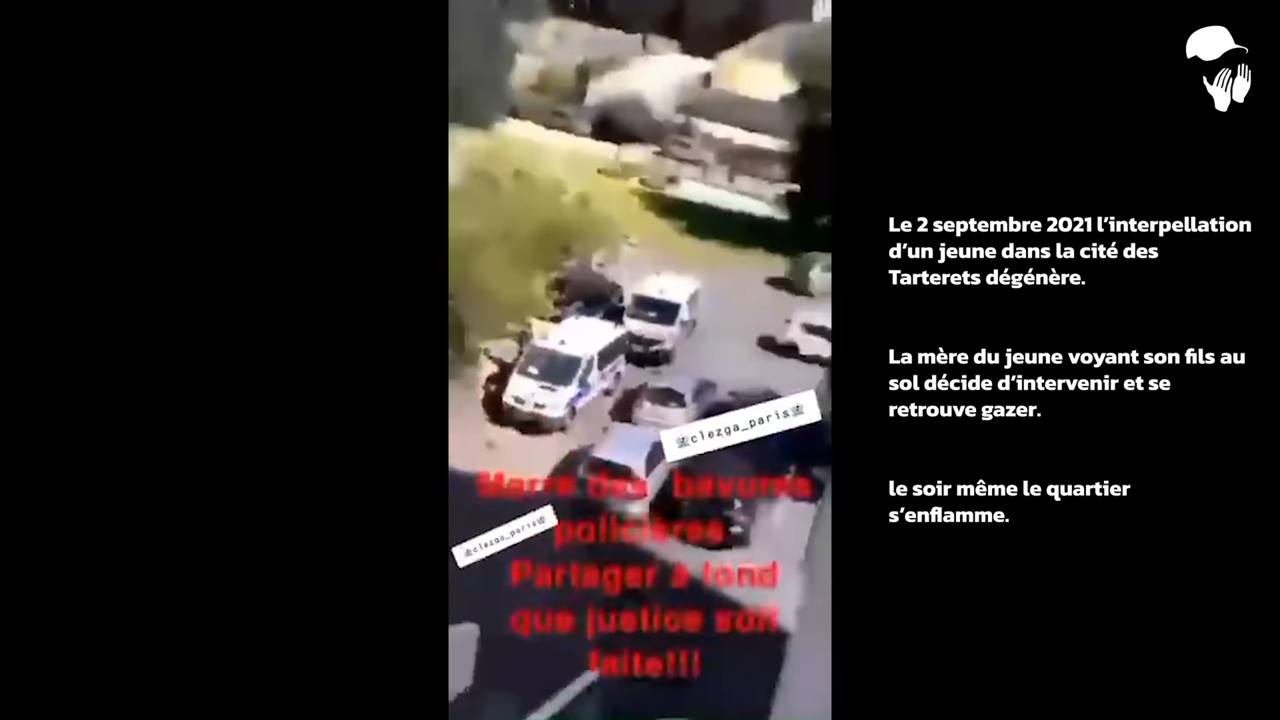 clezga_paris
Marre des bavures
clezga_paris
policières
Partager à fond
que justice soit
faite!!!
Le 2 septembre 2021 l'interpellation
d'un jeune dans la cité des
Tarterets dégénère.
La mère du jeune voyant son fils au
sol décide d'intervenir et se
retrouve gazer.
le soir même le quartier
s'enflamme.